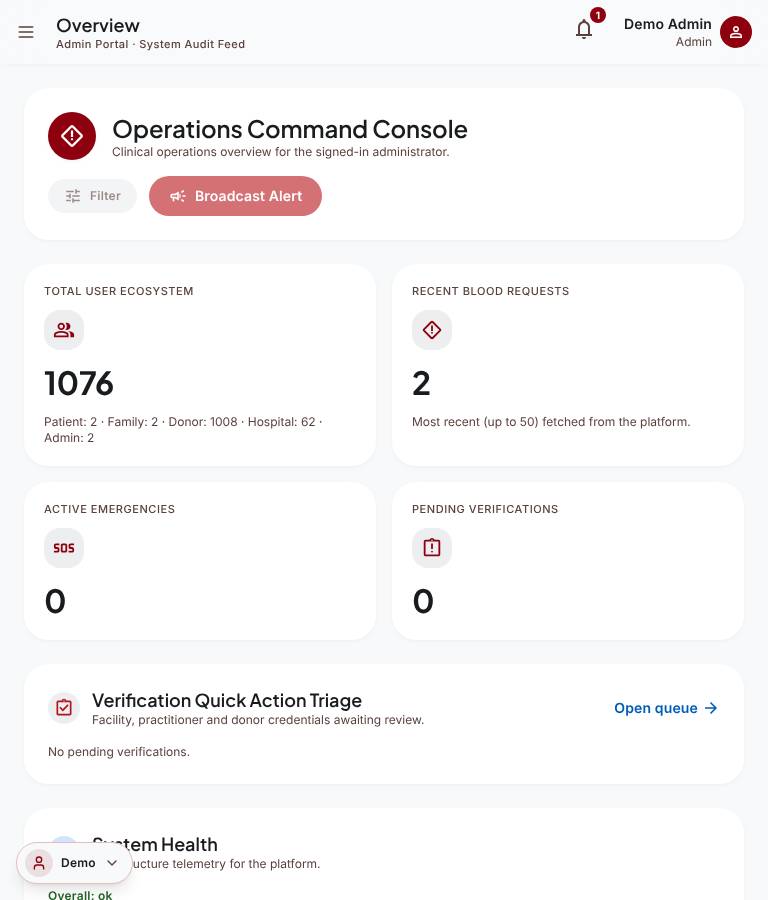 Overview
Admin Portal · System Audit Feed
1
Demo Admin
Admin
Operations Command Console
Clinical operations overview for the signed-in administrator.
Filter
Broadcast Alert
TOTAL USER ECOSYSTEM
1076
Patient: 2 · Family: 2 · Donor: 1008 · Hospital: 62 ·
Admin: 2
RECENT BLOOD REQUESTS
2
Most recent (up to 50) fetched from the platform.
ACTIVE EMERGENCIES
SOS
0
PENDING VERIFICATIONS
0
Verification Quick Action Triage
Facility, practitioner and donor credentials awaiting review.
Open queue
No pending verifications.
System Health
ucture telemetry for the platform.
Demo
Overall: ok